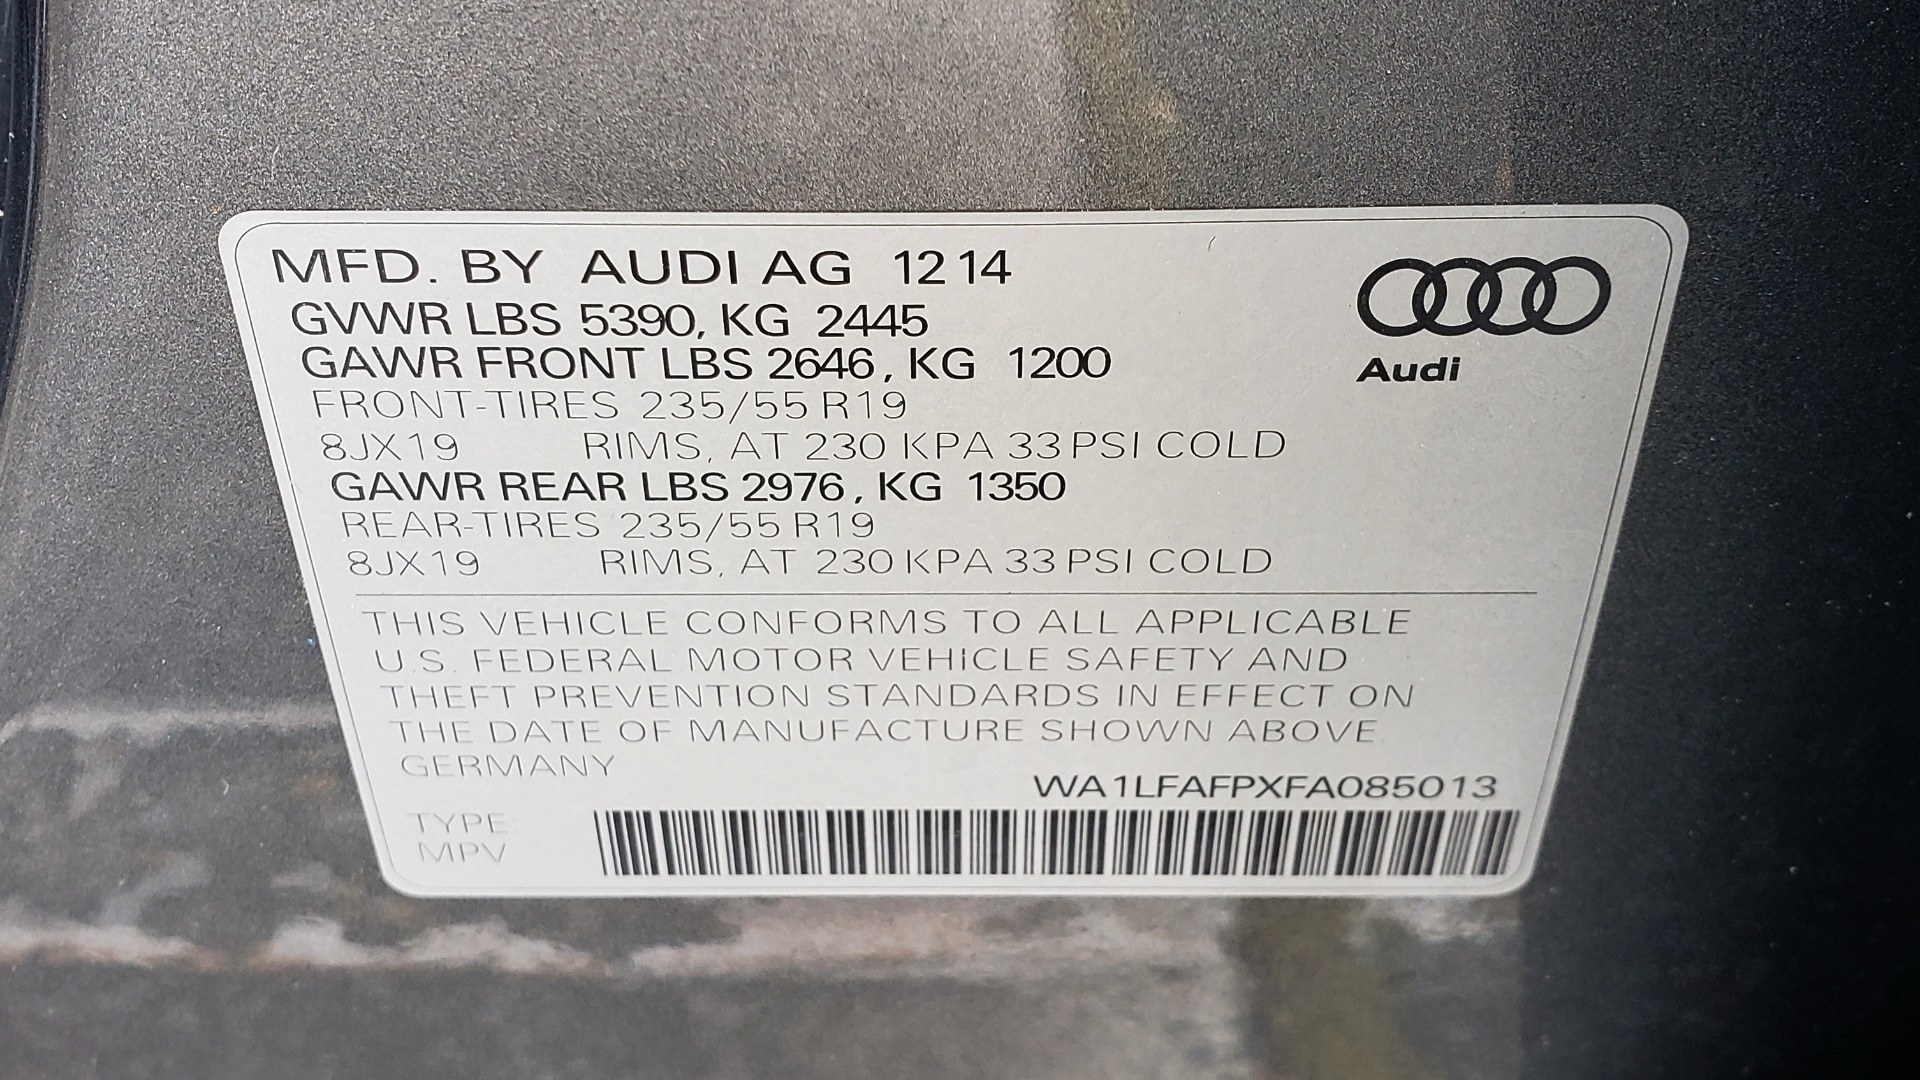 MFD. BY AUDI AG 12 14
GVWR LBS 5390, KG 2445
GAWR FRONT LBS 2646, KG 1200
FRONT-TIRES 235/55 R19
8JX19 RIMS, AT 230 KPA 33 PSI COLD
GAWR REAR LBS 2976, KG 1350
REAR-TIRES 235/55 R19
8JX19 RIMS, AT 230 KPA 33 PSI COLD
Audi
THIS VEHICLE CONFORMS TO ALL APPLICABLE
U.S. FEDERAL MOTOR VEHICLE SAFETY AND
THEFT PREVENTION STANDARDS IN EFFECT ON
THE DATE OF MANUFACTURE SHOWN ABOVE
GERMANY
WA1LFAFPXFA085013
TYPE:
MPV